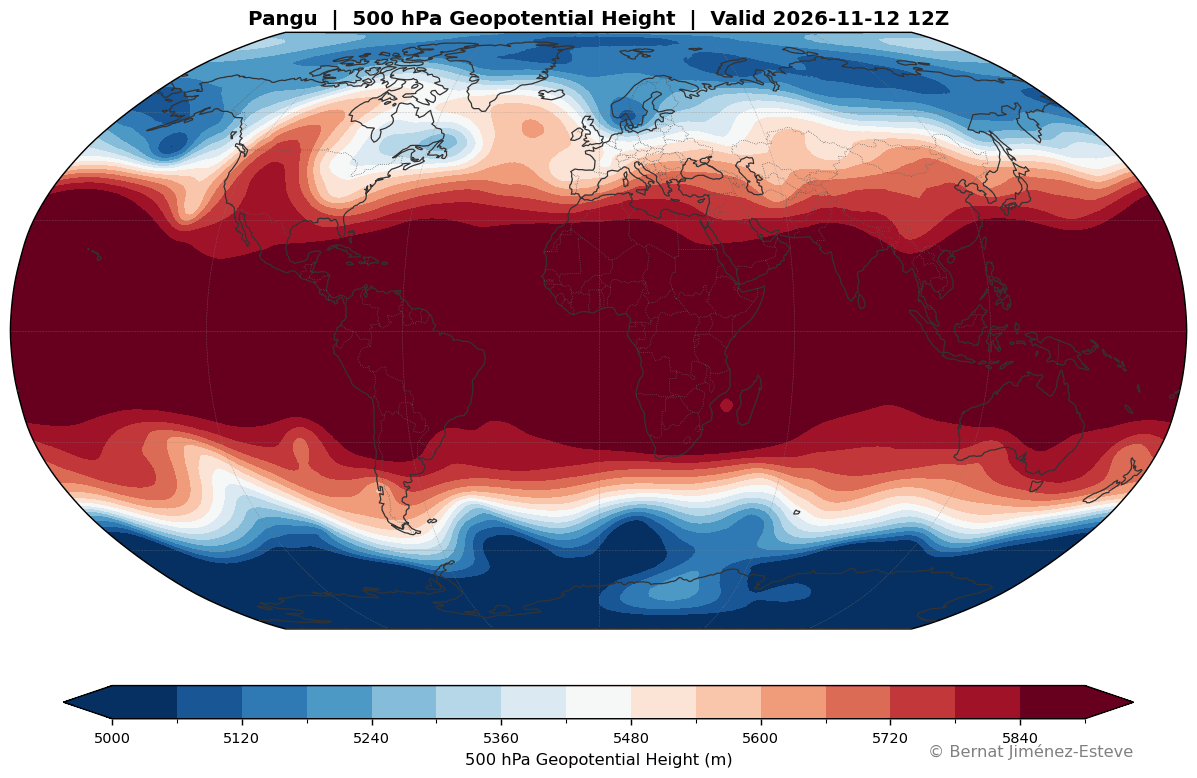 Pangu | 500 hPa Geopotential Height | Valid 2026-11-12 12Z
5000 5120 5240 5360 5480 5600 5720 5840
500 hPa Geopotential Height (m)
© Bernat Jiménez-Esteve